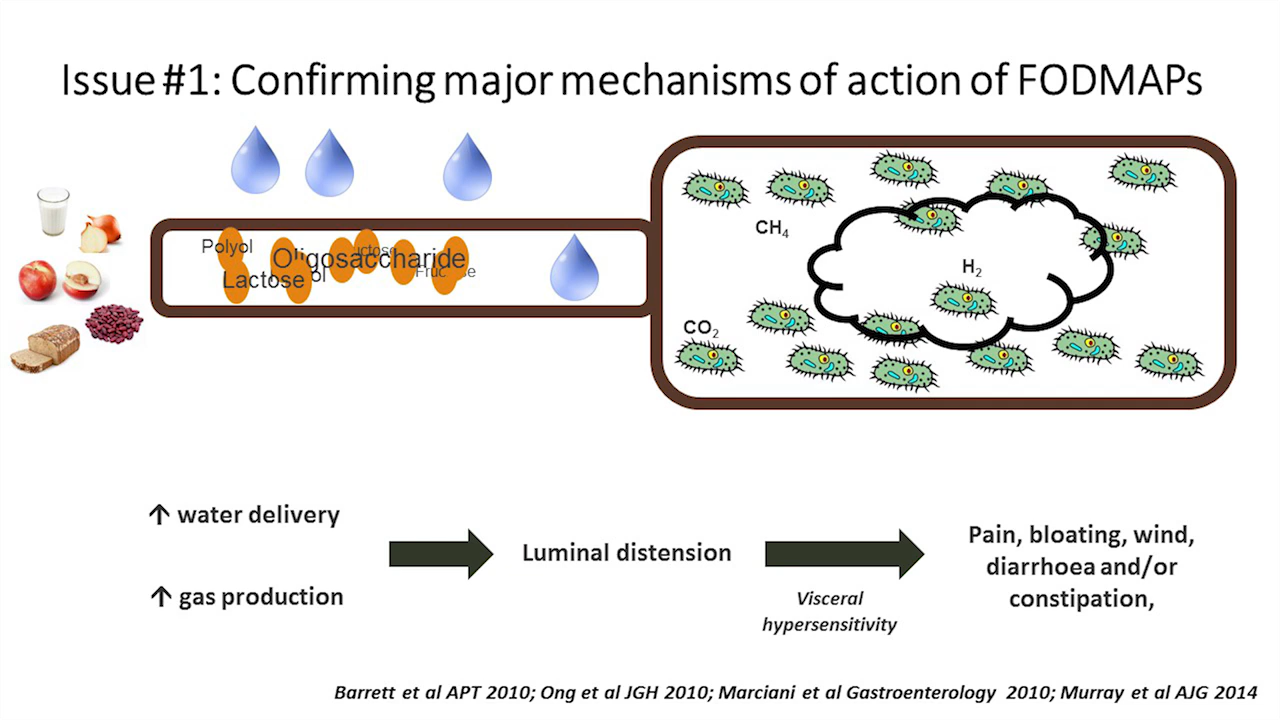 Issue #1: Confirming major mechanisms of action of FODMAPs
Polyol
Oligosaccharide
Lactose
CH4
H2
CO2
↑ water delivery
↑ gas production
Luminal distension
Visceral
hypersensitivity
Pain, bloating, wind,
diarrhoea and/or
constipation,
Barrett et al APT 2010; Ong et al JGH 2010; Marciani et al Gastroenterology 2010; Murray et al AJG 2014